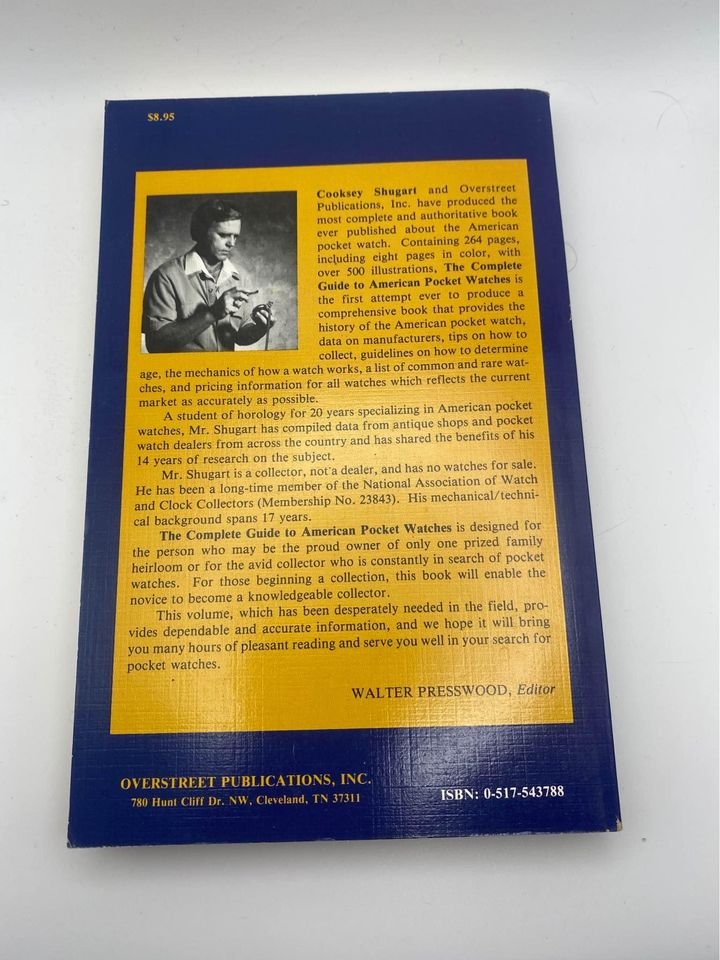 $8.95
Cooksey Shugart and Overstreet
Publications, Inc. have produced the
most complete and authoritative book
ever published about the American
pocket watch. Containing 264 pages,
including eight pages in color, with
over 500 illustrations, The Complete
Guide to American Pocket Watches is
the first attempt ever to produce a
comprehensive book that provides the
history of the American pocket watch,
data on manufacturers, tips on how to
collect, guidelines on how to determine
age, the mechanics of how a watch works, a list of common and rare wat-
ches, and pricing information for all watches which reflects the current
market as accurately as possible.
A student of horology for 20 years specializing in American pocket
watches, Mr. Shugart has compiled data from antique shops and pocket
watch dealers from across the country and has shared the benefits of his
14 years of research on the subject.
Mr. Shugart is a collector, not a dealer, and has no watches for sale.
He has been a long-time member of the National Association of Watch
and Clock Collectors (Membership No. 23843). His mechanical/techni-
cal background spans 17 years.
The Complete Guide to American Pocket Watches is designed for
the person who may be the proud owner of only one prized family
heirloom or for the avid collector who is constantly in search of pocket
watches. For those beginning a collection, this book will enable the
novice to become a knowledgeable collector.
This volume, which has been desperately needed in the field, pro-
vides dependable and accurate information, and we hope it will bring
you many hours of pleasant reading and serve you well in your search for
pocket watches.
WALTER PRESSWOOD, Editor
OVERSTREET PUBLICATIONS, INC.
780 Hunt Cliff Dr. NW, Cleveland, TN 37311
ISBN: 0-517-543788